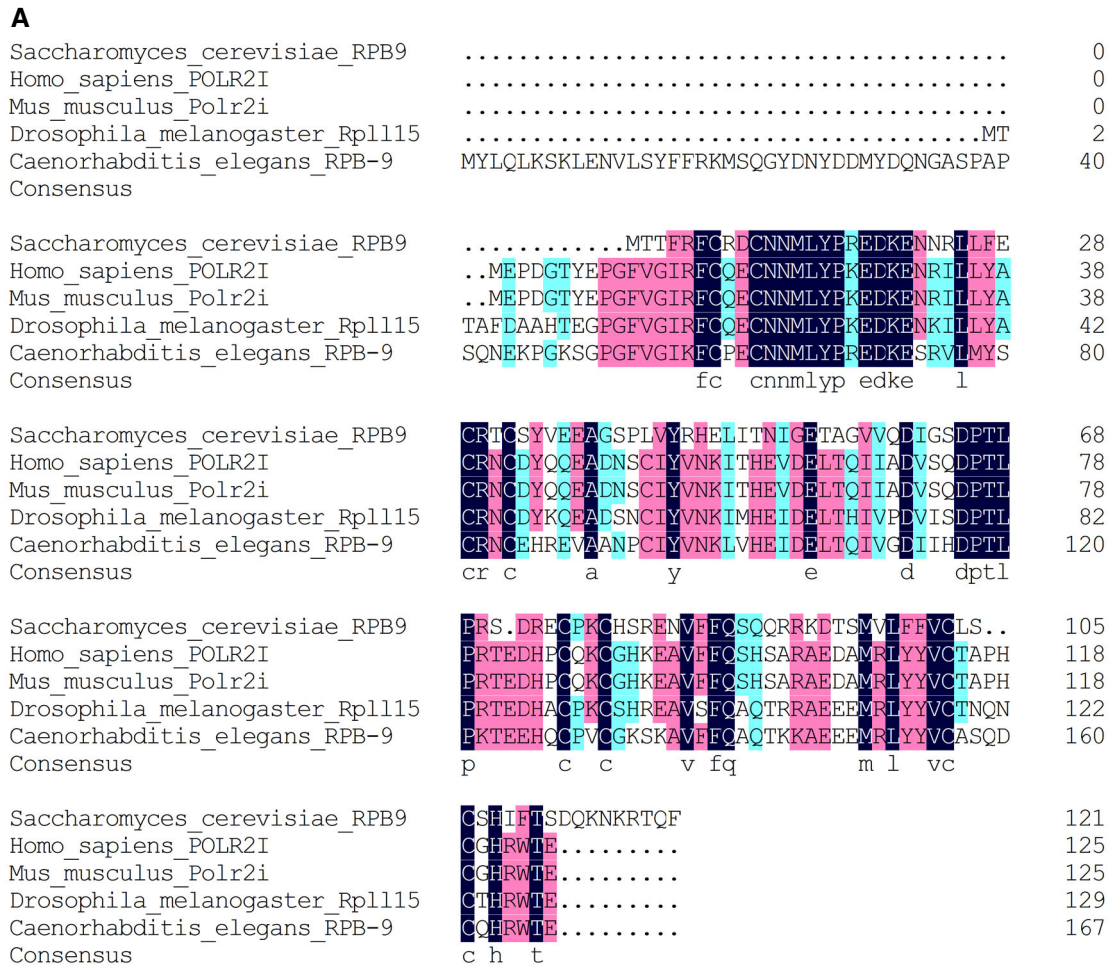 A
Saccharomyces_cerevisiae_RPB9 ........................................ 0
Homo_sapiens_POLR2I ........................................ 0
Mus_musculus_Polr2i ........................................ 0
Drosophila_melanogaster_Rpll15 ......................................MT 2
Caenorhabditis_elegans_RPB-9 MYLQLKSKLENVLSYFFRKMSQGYDNYDDMYDQNGASPAP 40
Consensus
Saccharomyces_cerevisiae_RPB9 ............MTTFRFCRDCNNMLYPREDKENNRLLFE 28
Homo_sapiens_POLR2I ..MEPDGTYEPGFVGIRFCQECNNMLYPKEDKENRILLYA 38
Mus_musculus_Polr2i ..MEPDGTYEPGFVGIRFCQECNNMLYPKEDKENRILLYA 38
Drosophila_melanogaster_Rpll15 TAFDAAHTEGPGFVGIRFCQECNNMLYPKEDKENKILLYA 42
Caenorhabditis_elegans_RPB-9 SQNEKPGKSGPGFVGIKFCPECNNMLYPREDKESRVLMYS 80
Consensus fc cnnmlyp edke l
Saccharomyces_cerevisiae_RPB9 CRTCSYVEEAGSPLVYRHELITNIGETAGVVQDIGSDPTL 68
Homo_sapiens_POLR2I CRNCDYQQEADNSCIYVNKITHEVDELTQIIADVSQDPTL 78
Mus_musculus_Polr2i CRNCDYQQEADNSCIYVNKITHEVDELTQIIADVSQDPTL 78
Drosophila_melanogaster_Rpll15 CRNCDYKQEADSNCIYVNKIMHEIDELTHIVPDVISDPTL 82
Caenorhabditis_elegans_RPB-9 CRNCEHREVAANPCIYVNKLVHEIDELTQIVGDIIHDPTL 120
Consensus cr c a y e d dptl
Saccharomyces_cerevisiae_RPB9 PRS.DRECPKCHSRENVFFQSQQRRKDTSMVLFFVCLS.. 105
Homo_sapiens_POLR2I PRTEDHPCQKCGHKEAVFFQSHSARAEDAMRLYYVCTAPH 118
Mus_musculus_Polr2i PRTEDHPCQKCGHKEAVFFQSHSARAEDAMRLYYVCTAPH 118
Drosophila_melanogaster_Rpll15 PRTEDHACPKCSHREAVSFQAQTRRAEEEMRLYYVCTNQN 122
Caenorhabditis_elegans_RPB-9 PKTEEHQCPVCGKSKAVFFQAQTKKAEEEMRLYYVCASQD 160
Consensus p c c v fq m l vc
Saccharomyces_cerevisiae_RPB9 CSHIFTSDQKNKRTQF 121
Homo_sapiens_POLR2I CGHRWTE......... 125
Mus_musculus_Polr2i CGHRWTE......... 125
Drosophila_melanogaster_Rpll15 CTHRWTE......... 129
Caenorhabditis_elegans_RPB-9 CQHRWTE......... 167
Consensus c h t